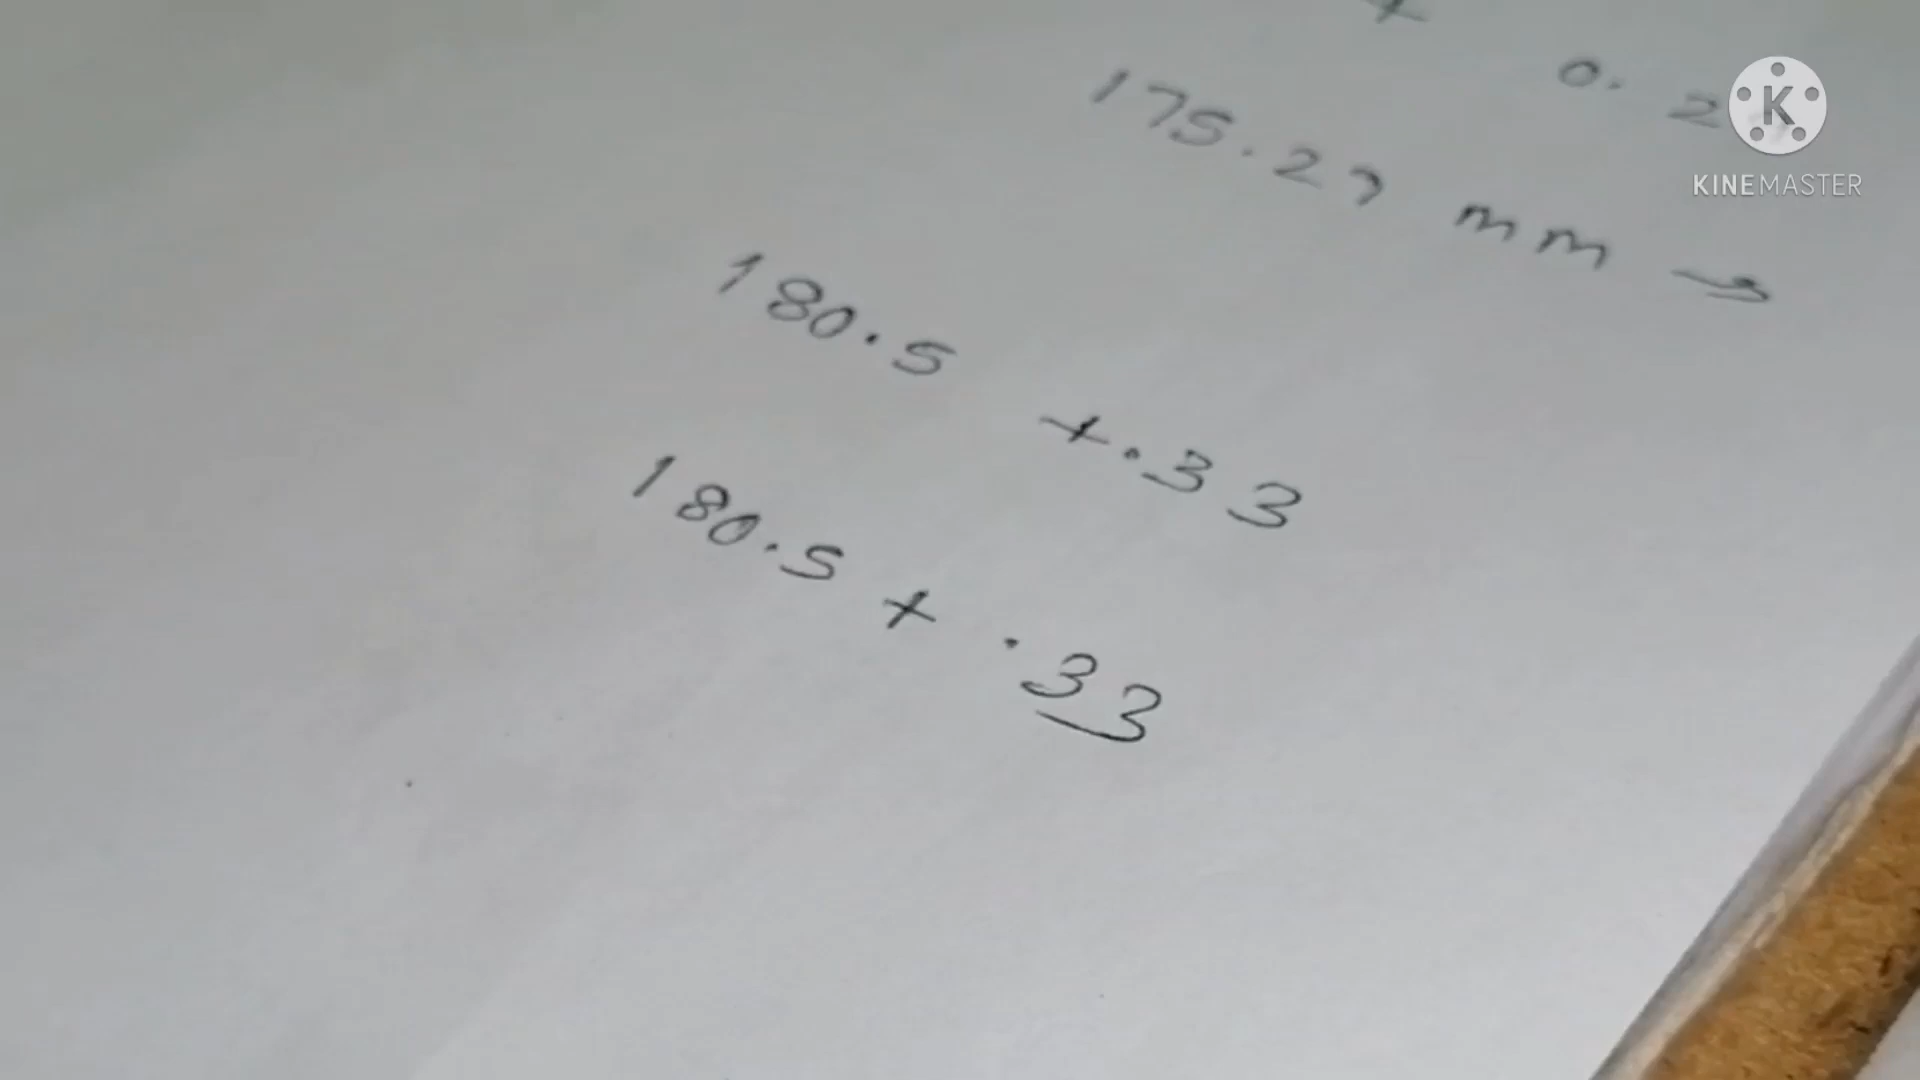 + 0.2
175.27 mm →
180.5 +.33
180.5 + .33
K
KINEMASTER